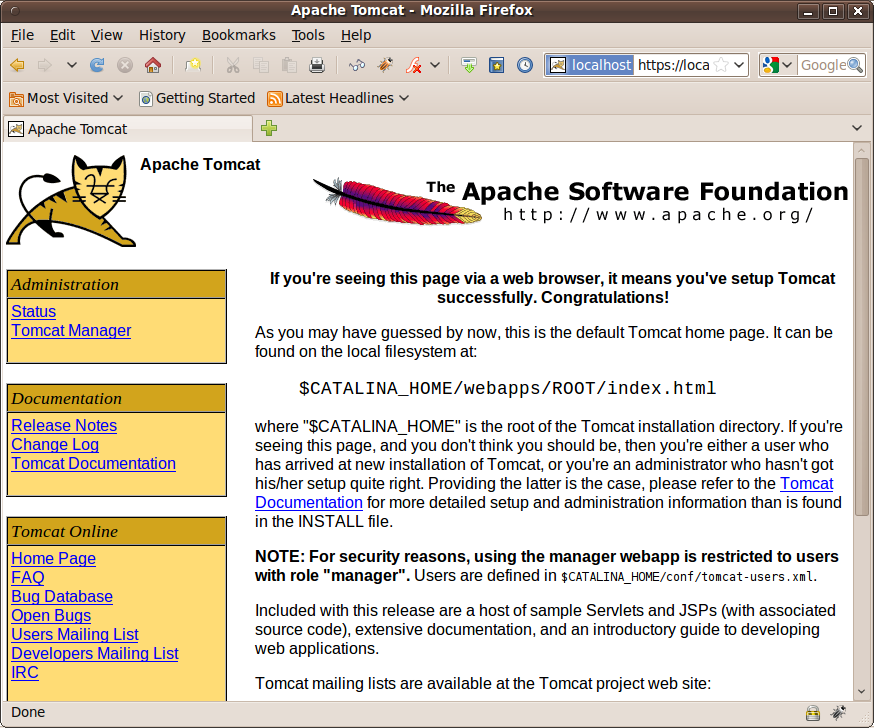 Apache Tomcat - Mozilla Firefox
File Edit View History Bookmarks Tools Help
localhost https://loca
Google
Most Visited Getting Started Latest Headlines
Apache Tomcat
Apache Tomcat
The Apache Software Foundation
http://www.apache.org/
Administration
Status
Tomcat Manager
Documentation
Release Notes
Change Log
Tomcat Documentation
Tomcat Online
Home Page
FAQ
Bug Database
Open Bugs
Users Mailing List
Developers Mailing List
IRC
If you're seeing this page via a web browser, it means you've setup Tomcat
successfully. Congratulations!
As you may have guessed by now, this is the default Tomcat home page. It can be
found on the local filesystem at:
$CATALINA_HOME/webapps/ROOT/index.html
where "$CATALINA_HOME" is the root of the Tomcat installation directory. If you're
seeing this page, and you don't think you should be, then you're either a user who
has arrived at new installation of Tomcat, or you're an administrator who hasn't got
his/her setup quite right. Providing the latter is the case, please refer to the Tomcat
Documentation for more detailed setup and administration information than is found
in the INSTALL file.
NOTE: For security reasons, using the manager webapp is restricted to users
with role "manager". Users are defined in $CATALINA_HOME/conf/tomcat-users.xml.
Included with this release are a host of sample Servlets and JSPs (with associated
source code), extensive documentation, and an introductory guide to developing
web applications.
Tomcat mailing lists are available at the Tomcat project web site:
Done